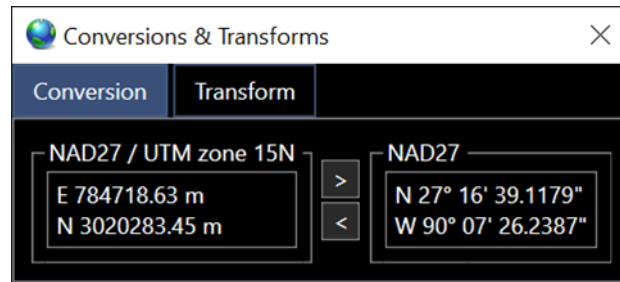 Conversions & Transforms
Conversion Transform
NAD27 / UTM zone 15N
E 784718.63 m
N 3020283.45 m
>
<
NAD27
N 27° 16' 39.1179"
W 90° 07' 26.2387"